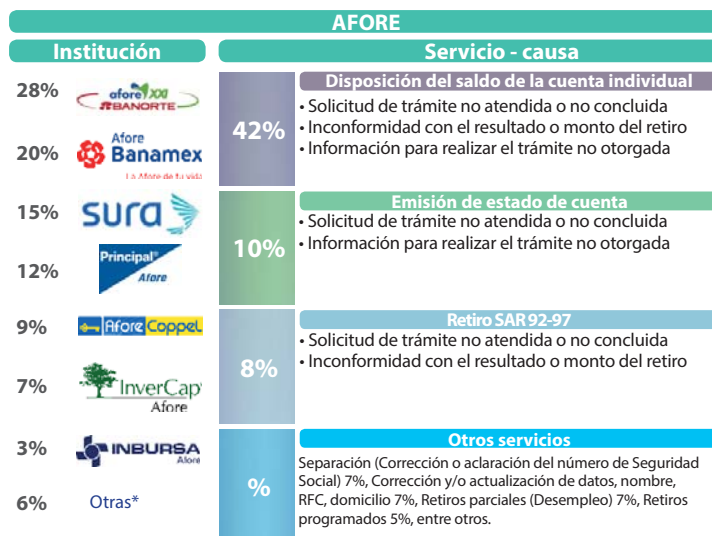 AFORE
Institución
Servicio - causa
28%
afore XXI
BANORTE
20%
Afore
Banamex
La Afore de tu vida
15%
sura
12%
Principal®
Afore
9%
Afore Coppel
7%
InverCap
Afore
3%
INBURSA
Afore
6%
Otras*
42%
Disposición del saldo de la cuenta individual
• Solicitud de trámite no atendida o no concluida
• Inconformidad con el resultado o monto del retiro
• Información para realizar el trámite no otorgada
10%
Emisión de estado de cuenta
• Solicitud de trámite no atendida o no concluida
• Información para realizar el trámite no otorgada
8%
Retiro SAR 92-97
• Solicitud de trámite no atendida o no concluida
• Inconformidad con el resultado o monto del retiro
%
Otros servicios
Separación (Corrección o aclaración del número de Seguridad
Social) 7%, Corrección y/o actualización de datos, nombre,
RFC, domicilio 7%, Retiros parciales (Desempleo) 7%, Retiros
programados 5%, entre otros.